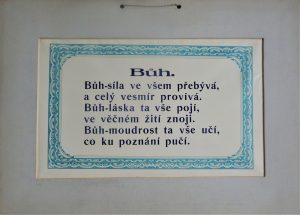 Bůh.
Bůh-síla ve všem přebývá,
a celý vesmír provívá.
Bůh-láska ta vše pojí,
ve věčném žití znojí.
Bůh-moudrost ta vše učí,
co ku poznání pučí.